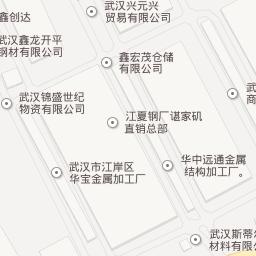 鑫创达
武汉兴元兴
贸易有限公司
武汉鑫龙开平
钢材有限公司
鑫宏茂仓储
有限公司
武汉锦盛世纪
物资有限公司
武
商
江夏钢厂谌家矶
直销总部
武汉市江岸区
华宝金属加工厂
华中远通金属
结构加工厂。
武汉斯蒂
材料有限公